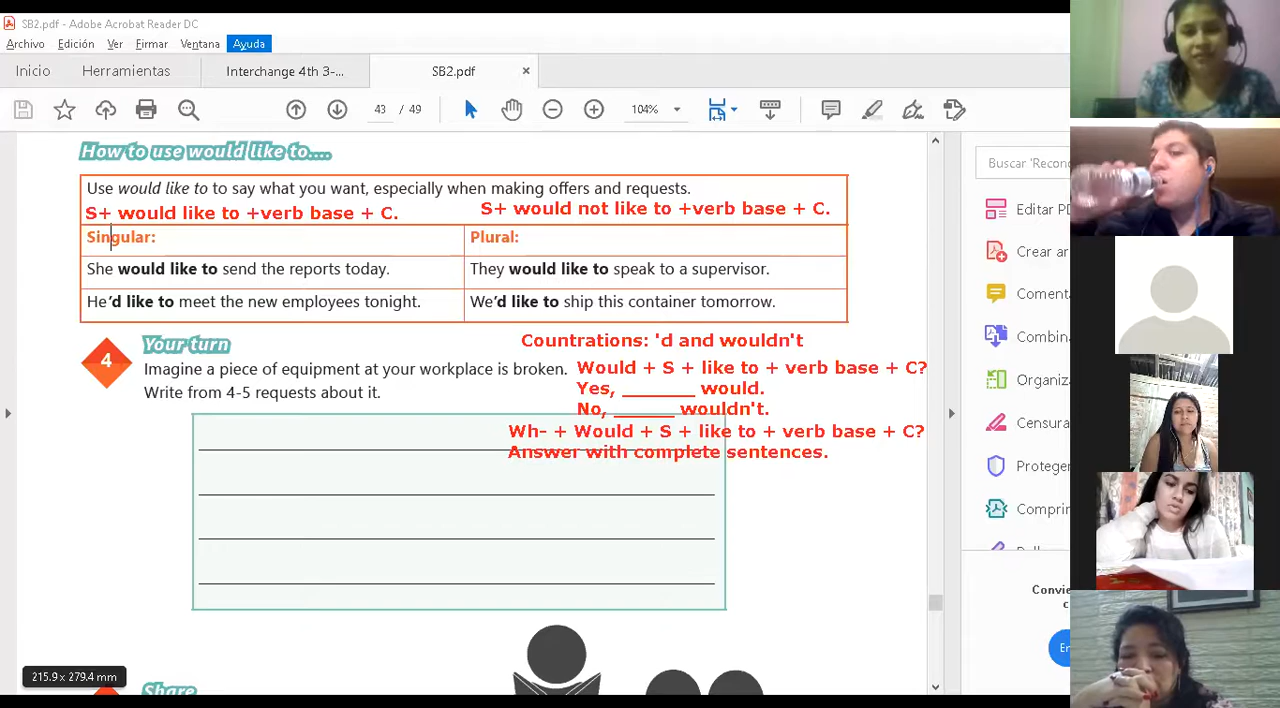 SB2.pdf - Adobe Acrobat Reader DC
Archivo Edición Ver Firmar Ventana Ayuda
Inicio Herramientas Interchange 4th 3-... SB2.pdf ×
43 / 49 104%
How to use would like to....
Use would like to to say what you want, especially when making offers and requests.
S+ would like to +verb base + C. S+ would not like to +verb base + C.
Singular: Plural:
She would like to send the reports today. They would like to speak to a supervisor.
He'd like to meet the new employees tonight. We'd like to ship this container tomorrow.
4 Your turn
Countrations: 'd and wouldn't
Imagine a piece of equipment at your workplace is broken.
Write from 4-5 requests about it.
Would + S + like to + verb base + C?
Yes, _______ would.
No, ______ wouldn't.
Wh- + Would + S + like to + verb base + C?
Answer with complete sentences.
215.9 x 279.4 mm
Share
Buscar 'Recon
Editar PD
Crear ar
Coment
Combin
Organiz
Censura
Proteger
Comprin
Convie
c
En